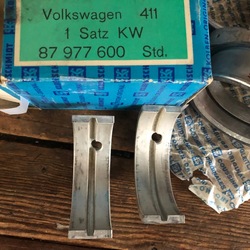 Volkswagen 411
1 Satz KW
87 977 600 Std.